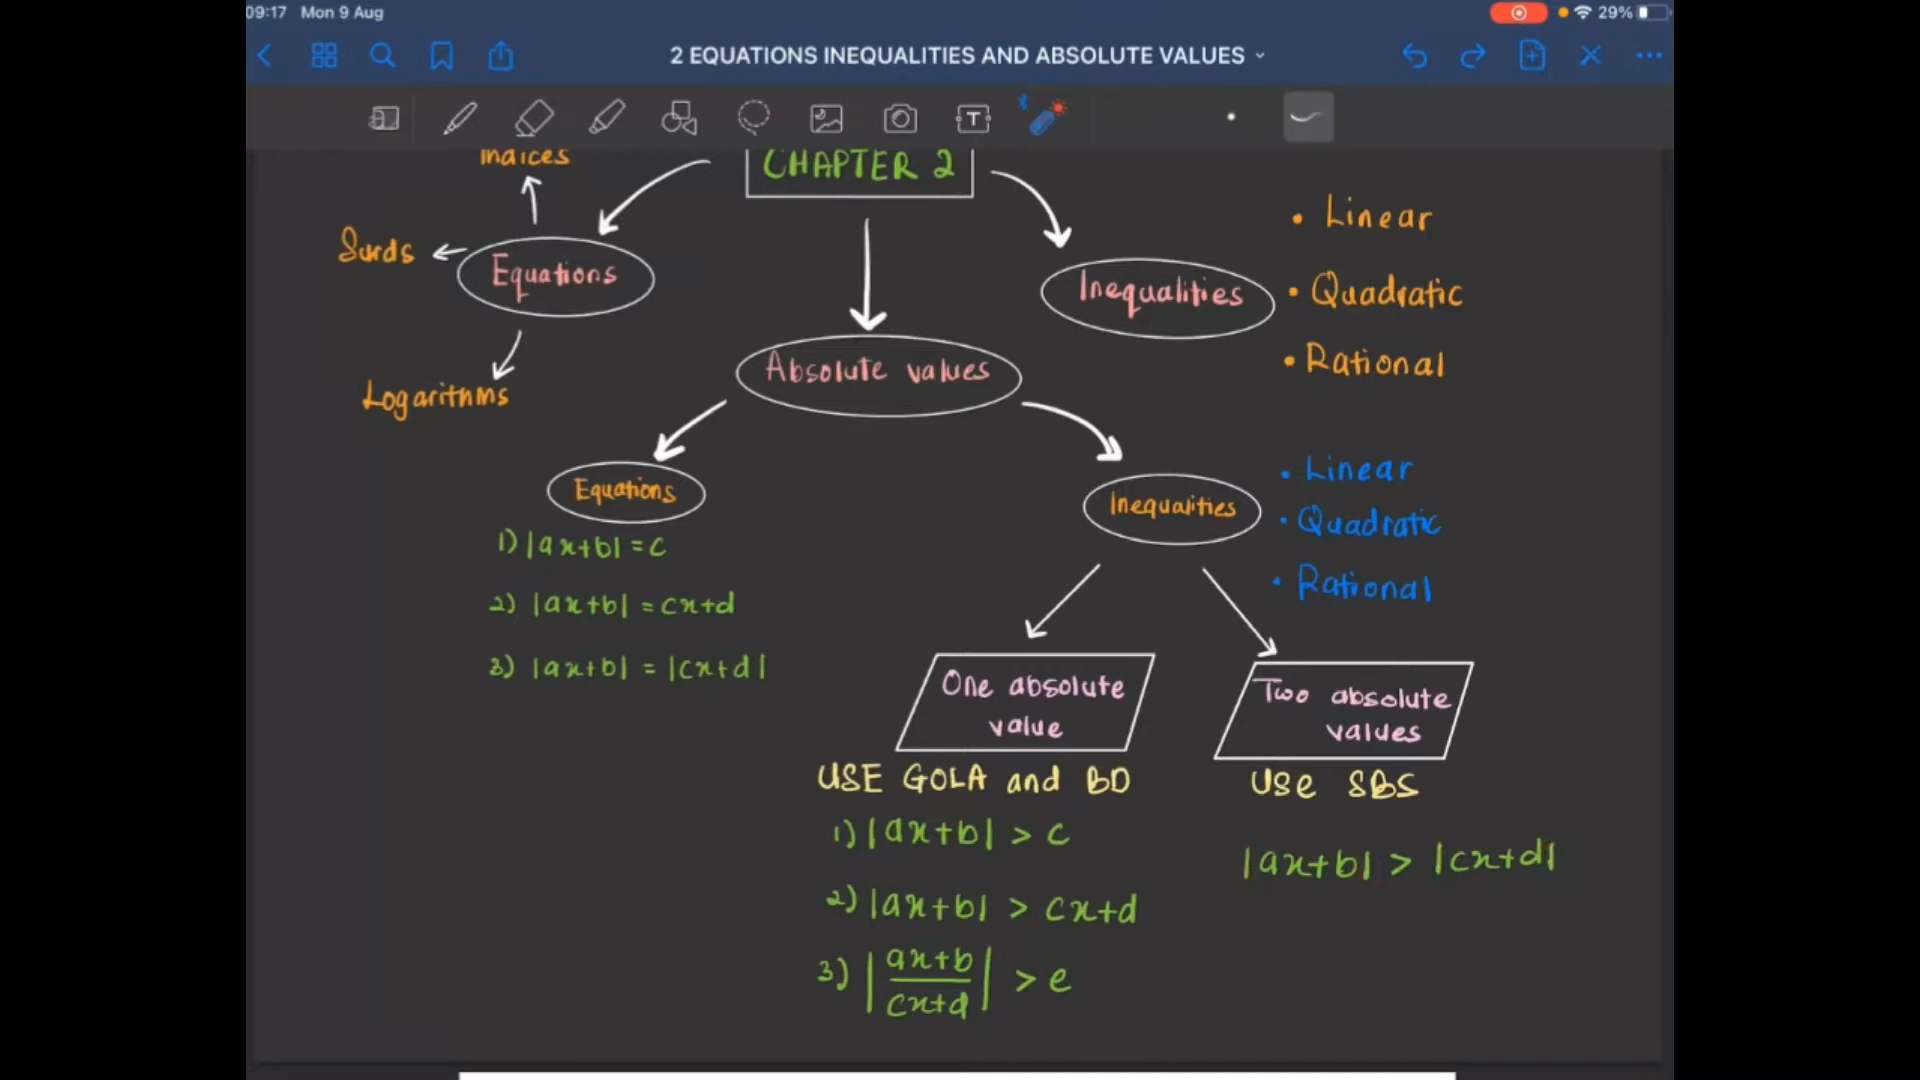 09:17 Mon 9 Aug
29%
2 EQUATIONS INEQUALITIES AND ABSOLUTE VALUES
T
CHAPTER 2
Indices
Surds
Equations
Logarithms
Inequalities
• Linear
• Quadratic
• Rational
Absolute values
Equations
1) |ax+b| = c
2) |ax+b| = cx+d
3) |ax+b| = |cx+d|
Inequalities
• Linear
• Quadratic
• Rational
One absolute
value
USE GOLA and BD
1) |ax+b| > c
2) |ax+b| > cx+d
3) |ax+b/cx+d| > e
Two absolute
values
USe SBS
|ax+b| > |cx+d|